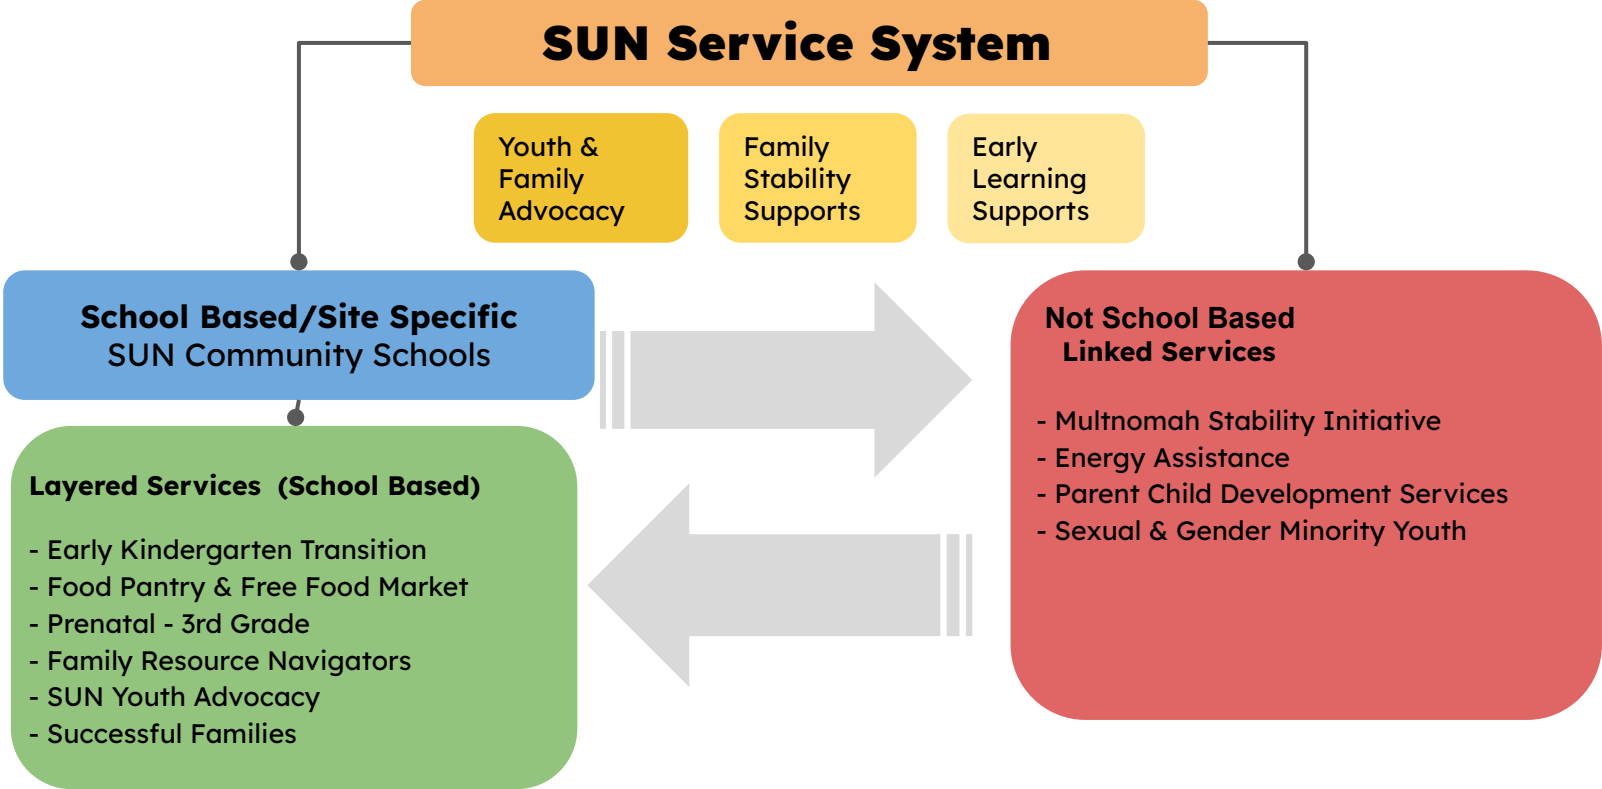 SUN Service System
Youth &
Family
Advocacy
Family
Stability
Supports
Early
Learning
Supports
School Based/Site Specific
SUN Community Schools
Layered Services (School Based)
- Early Kindergarten Transition
- Food Pantry & Free Food Market
- Prenatal - 3rd Grade
- Family Resource Navigators
- SUN Youth Advocacy
- Successful Families
Not School Based
Linked Services
- Multnomah Stability Initiative
- Energy Assistance
- Parent Child Development Services
- Sexual & Gender Minority Youth